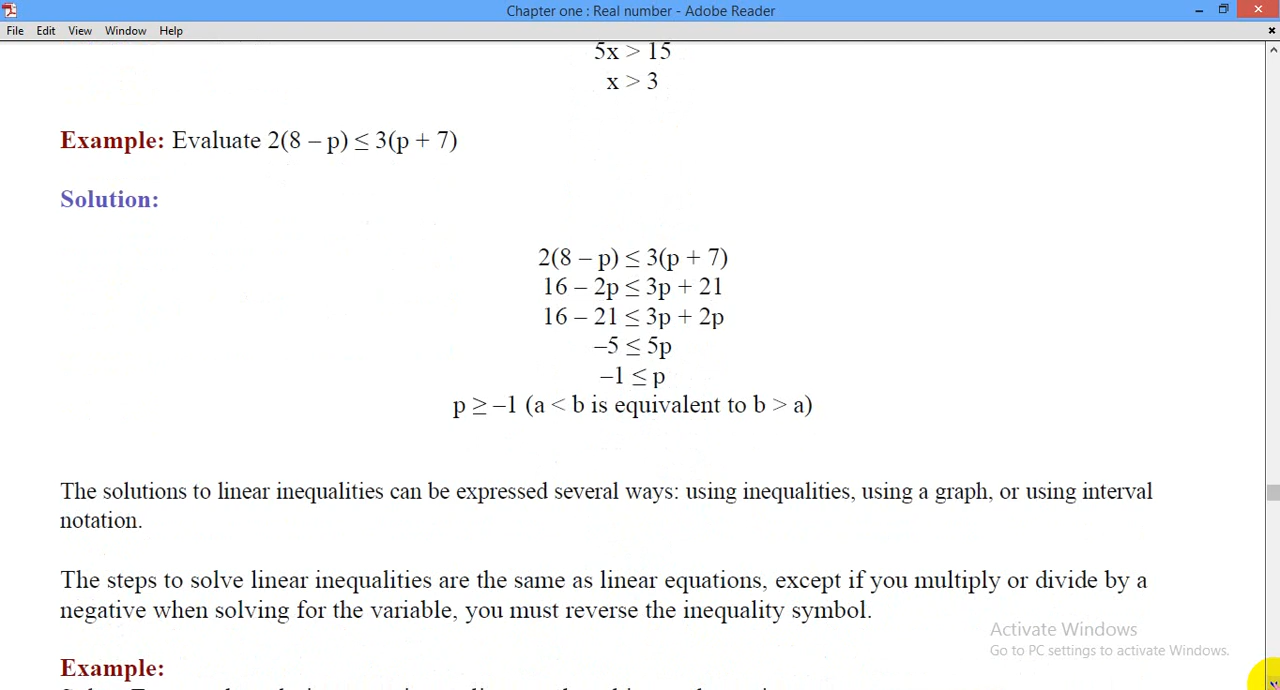 Chapter one : Real number - Adobe Reader
File Edit View Window Help
5x > 15
x > 3
Example: Evaluate 2(8 – p) ≤ 3(p + 7)
Solution:
2(8 – p) ≤ 3(p + 7)
16 – 2p ≤ 3p + 21
16 – 21 ≤ 3p + 2p
–5 ≤ 5p
–1 ≤ p
p ≥ –1 (a < b is equivalent to b > a)
The solutions to linear inequalities can be expressed several ways: using inequalities, using a graph, or using interval
notation.
The steps to solve linear inequalities are the same as linear equations, except if you multiply or divide by a
negative when solving for the variable, you must reverse the inequality symbol.
Activate Windows
Go to PC settings to activate Windows.
Example: